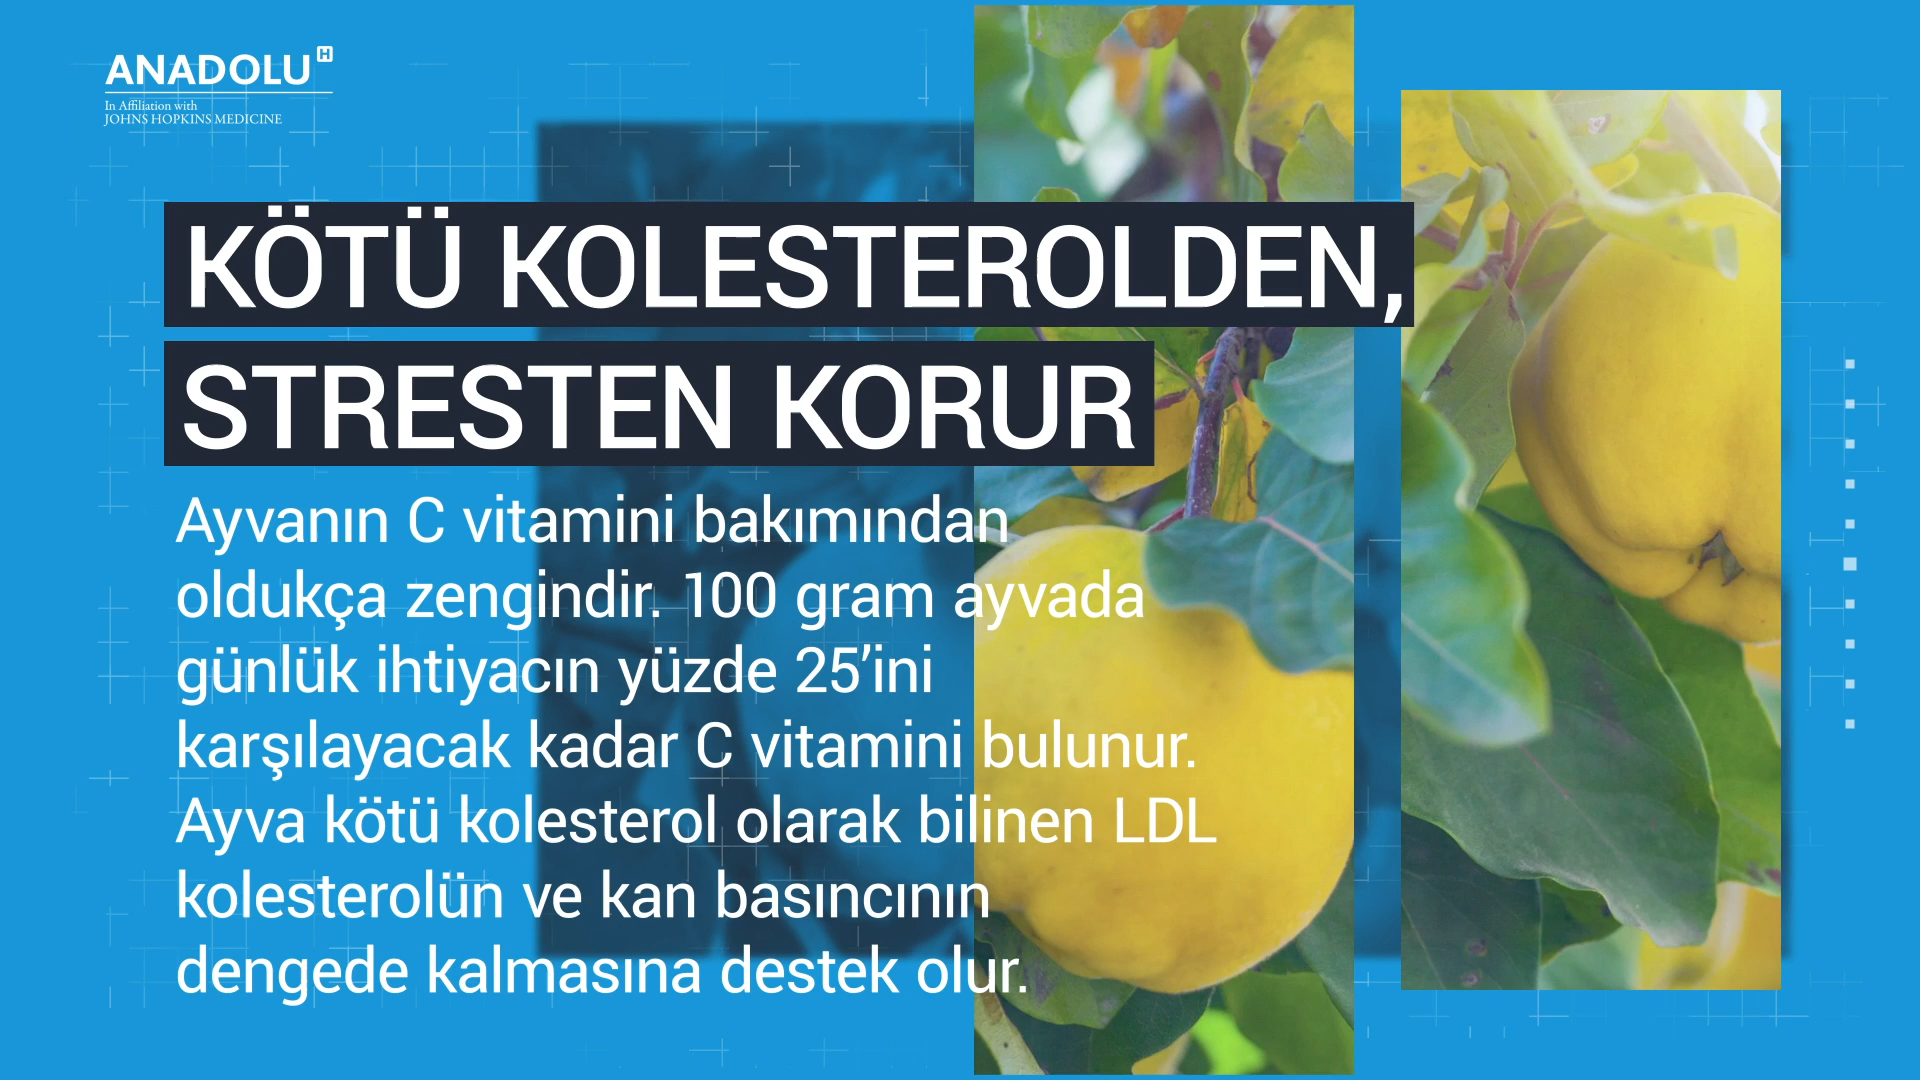 ANADOLU H
In Affiliation with
JOHNS HOPKINS MEDICINE
KÖTÜ KOLESTEROLDEN,
STRESTEN KORUR
Ayvanın C vitamini bakımından
oldukça zengindir. 100 gram ayvada
günlük ihtiyacın yüzde 25’ini
karşılayacak kadar C vitamini bulunur.
Ayva kötü kolesterol olarak bilinen LDL
kolesterolün ve kan basıncının
dengede kalmasına destek olur.